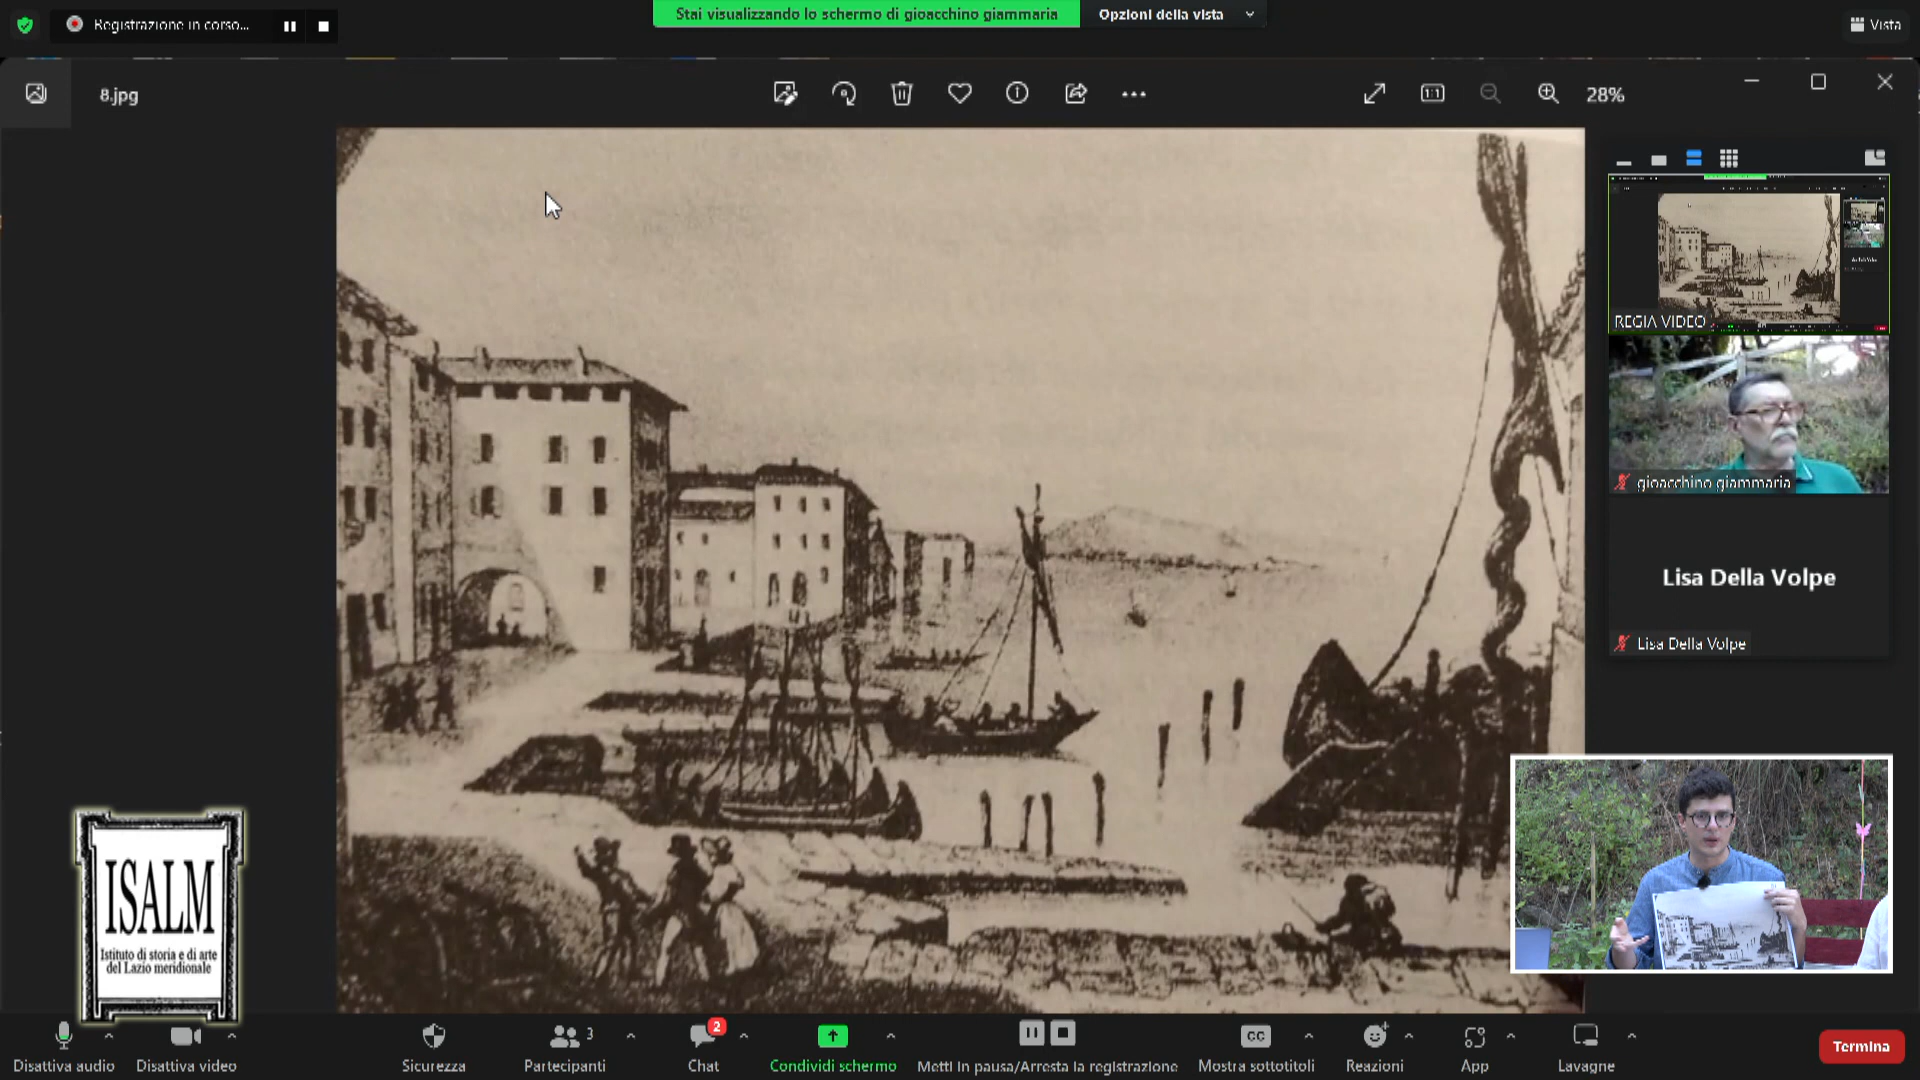 Registrazione in corso...
Stai visualizzando lo schermo di gioacchino giammaria
Opzioni della vista
Vista
8.jpg
28%
REGIA VIDEO
gioacchino giammaria
Lisa Della Volpe
Lisa Della Volpe
ISALM
Istituto di storia e di arte
del Lazio meridionale
Disattiva audio
Disattiva video
Sicurezza
3
Partecipanti
2
Chat
Condividi schermo
Metti in pausa/Arresta la registrazione
CC
Mostra sottotitoli
Reazioni
App
Lavagne
Termina